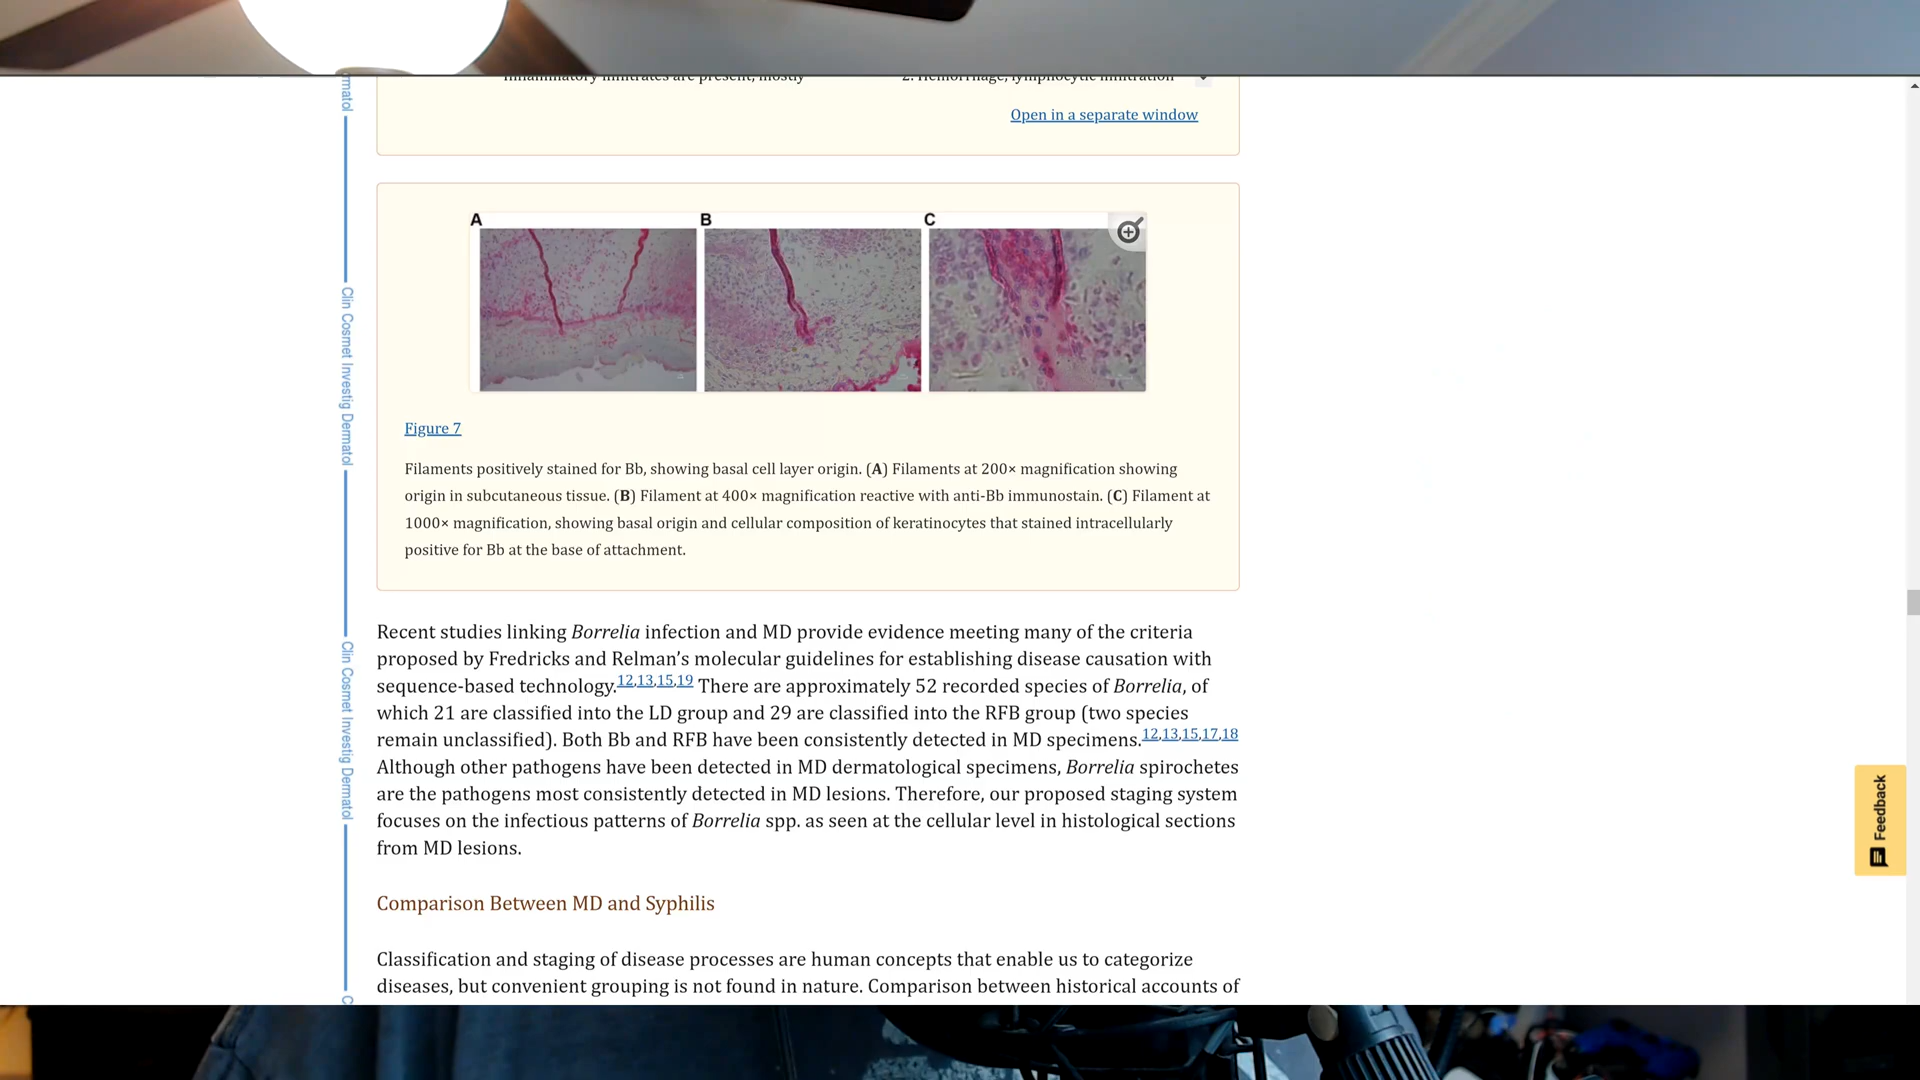 inflammatory infiltrates are present, mostly
2. Hemorrhage, lymphocytic infiltration
Open in a separate window
A
B
C
Figure 7
Filaments positively stained for Bb, showing basal cell layer origin. (A) Filaments at 200× magnification showing
origin in subcutaneous tissue. (B) Filament at 400× magnification reactive with anti-Bb immunostain. (C) Filament at
1000× magnification, showing basal origin and cellular composition of keratinocytes that stained intracellularly
positive for Bb at the base of attachment.
Recent studies linking Borrelia infection and MD provide evidence meeting many of the criteria
proposed by Fredricks and Relman’s molecular guidelines for establishing disease causation with
sequence-based technology.12,13,15,19 There are approximately 52 recorded species of Borrelia, of
which 21 are classified into the LD group and 29 are classified into the RFB group (two species
remain unclassified). Both Bb and RFB have been consistently detected in MD specimens.12,13,15,17,18
Although other pathogens have been detected in MD dermatological specimens, Borrelia spirochetes
are the pathogens most consistently detected in MD lesions. Therefore, our proposed staging system
focuses on the infectious patterns of Borrelia spp. as seen at the cellular level in histological sections
from MD lesions.
Comparison Between MD and Syphilis
Classification and staging of disease processes are human concepts that enable us to categorize
diseases, but convenient grouping is not found in nature. Comparison between historical accounts of
matol
Clin Cosmet Investig Dermatol
Clin Cosmet Investig Dermatol
C
Feedback